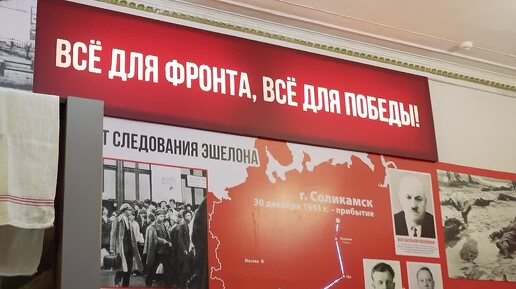 ВСЁ ДЛЯ ФРОНТА, ВСЁ ДЛЯ ПОБЕДЫ!
Т СЛЕДОВАНИЯ ЭШЕЛОНА
г. Соликамск
30 декабря 1941 г. - прибытие
Москва